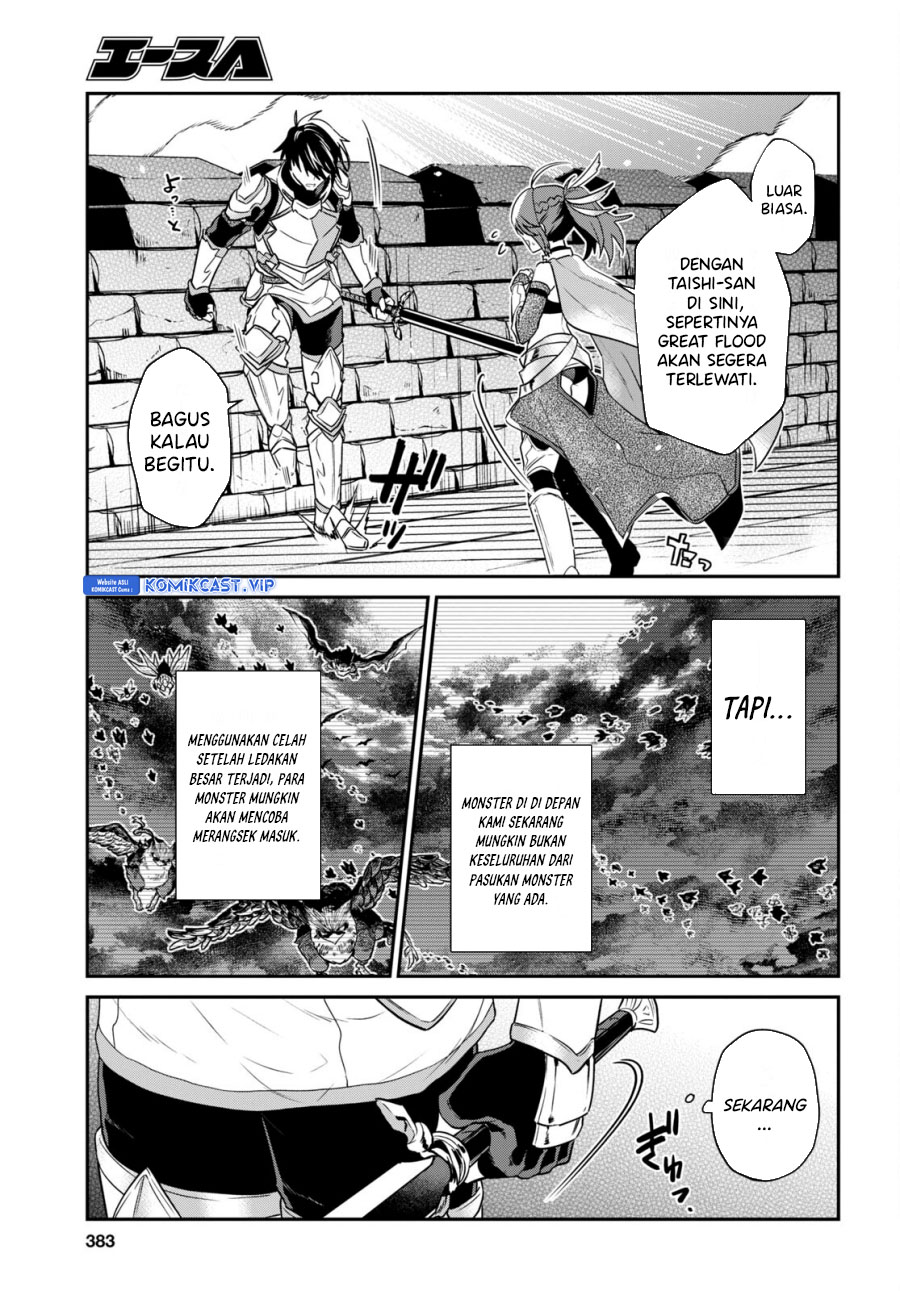 エースA
LUAR
BIASA.
DENGAN
TAISHI-SAN
DI SINI,
SEPERTINYA
GREAT FLOOD
AKAN SEGERA
TERLEWATI.
よっ…と
BAGUS
KALAU
BEGITU.
ザッ
たっ
Website ASLI
KOMIKCAST Cuma :
KOMIKCAST.VIP
TAPI...
MONSTER DI DI DEPAN
KAMI SEKARANG
MUNGKIN BUKAN
KESELURUHAN DARI
PASUKAN MONSTER
YANG ADA.
MENGGUNAKAN CELAH
SETELAH LEDAKAN
BESAR TERJADI, PARA
MONSTER MUNGKIN
AKAN MENCOBA
MERANGSEK MASUK.
SEKARANG
...
ぎゅっ
383